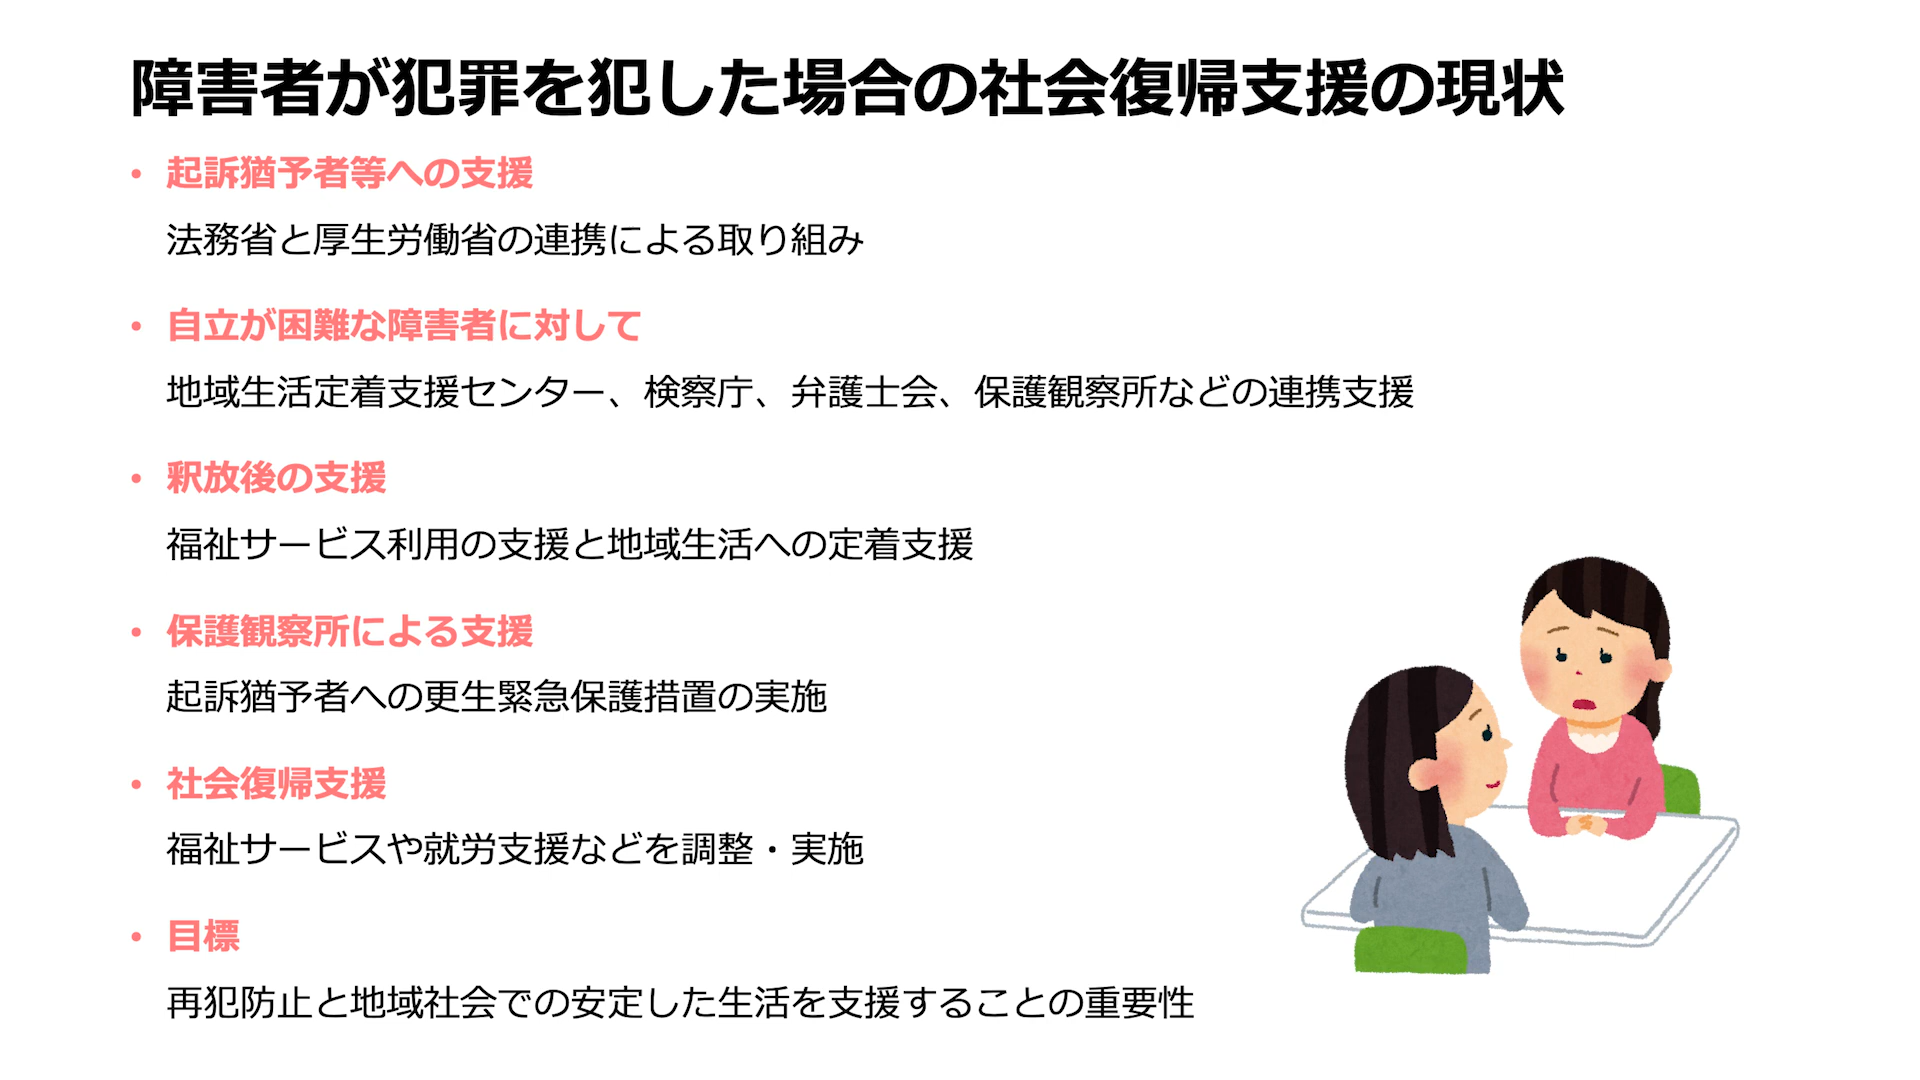 障害者が犯罪を犯した場合の社会復帰支援の現状
• 起訴猶予者等への支援
法務省と厚生労働省の連携による取り組み
• 自立が困難な障害者に対して
地域生活定着支援センター、検察庁、弁護士会、保護観察所などの連携支援
• 釈放後の支援
福祉サービス利用の支援と地域生活への定着支援
• 保護観察所による支援
起訴猶予者への更生緊急保護措置の実施
• 社会復帰支援
福祉サービスや就労支援などを調整・実施
• 目標
再犯防止と地域社会での安定した生活を支援することの重要性